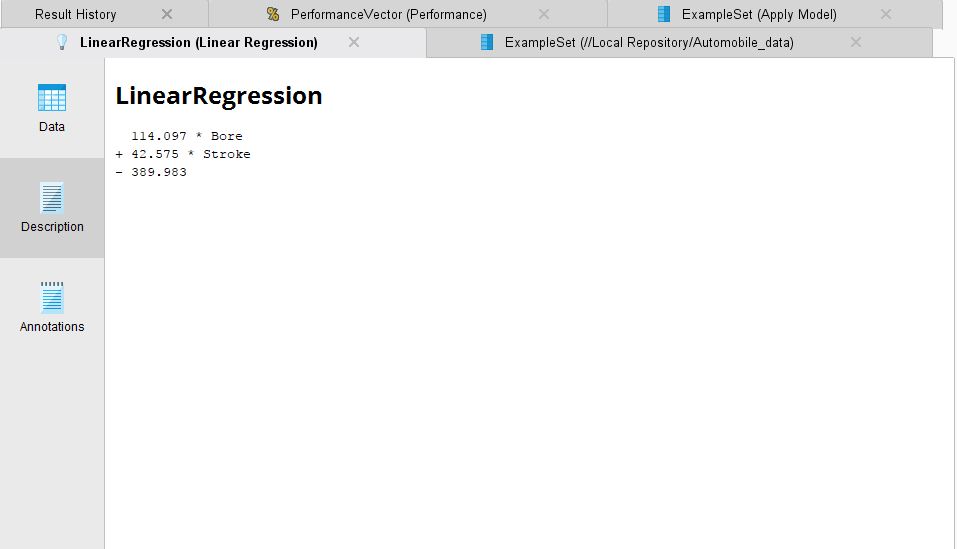 Result History
PerformanceVector (Performance)
ExampleSet (Apply Model)
LinearRegression (Linear Regression)
ExampleSet (//Local Repository/Automobile_data)
Data
Description
Annotations
LinearRegression
114.097 * Bore
+ 42.575 * Stroke
- 389.983